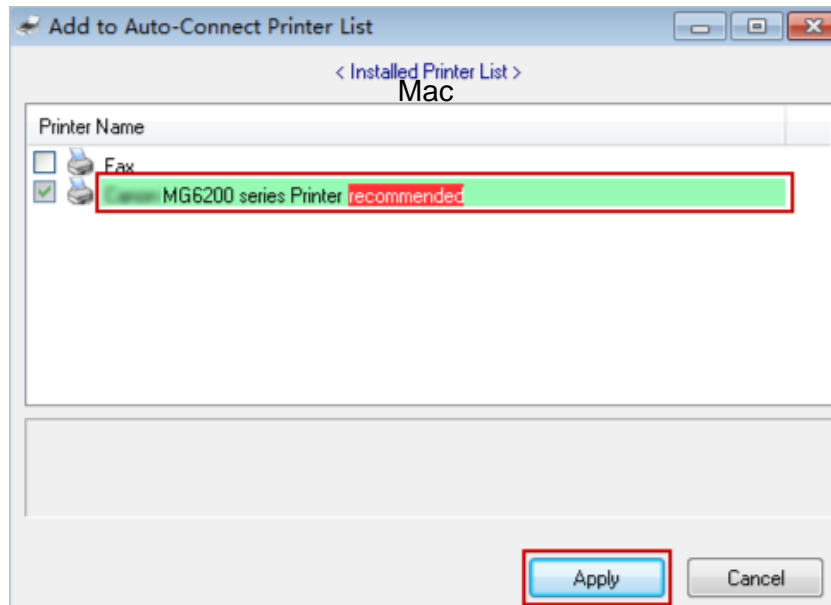 Add to Auto-Connect Printer List
< Installed Printer List >
Mac
Printer Name
Fax
MG6200 series Printer recommended
Apply
Cancel